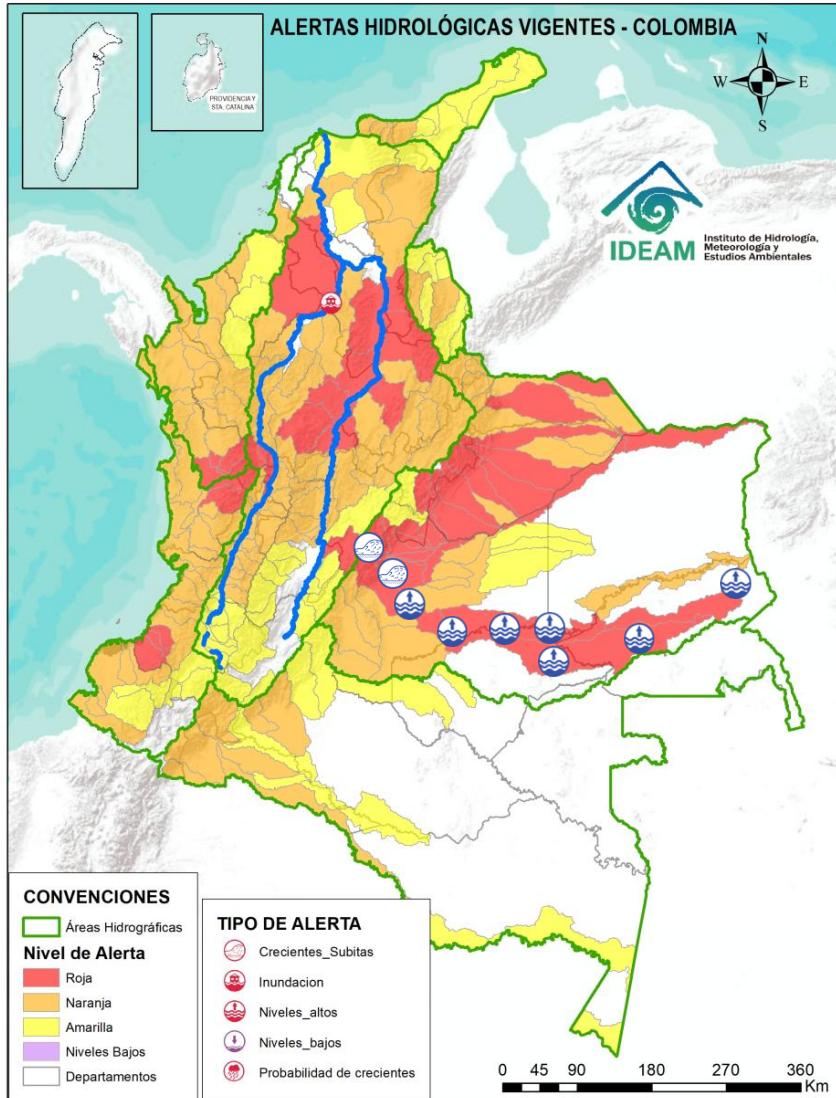 ALERTAS HIDROLÓGICAS VIGENTES - COLOMBIA
PROVIDENCIA Y
STA. CATALINA
N
W
E
S
IDEAM
Instituto de Hidrología,
Meteorología y
Estudios Ambientales
CONVENCIONES
Áreas Hidrográficas
Nivel de Alerta
Roja
Naranja
Amarilla
Niveles Bajos
Departamentos
TIPO DE ALERTA
Crecientes_Subitas
Inundacion
Niveles_altos
Niveles_bajos
Probabilidad de crecientes
0 45 90 180 270 360
Km